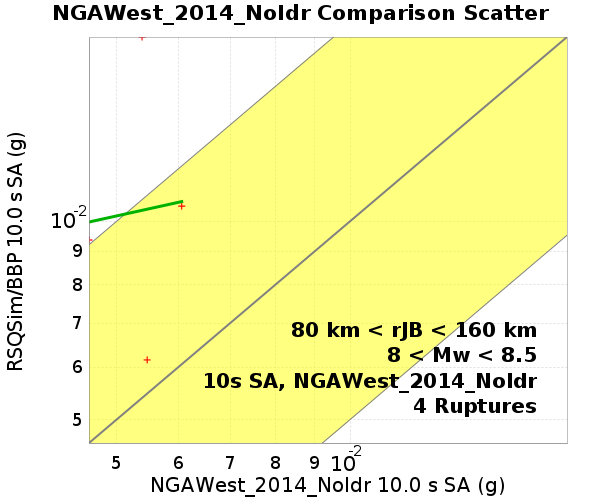 NGAWest_2014_NoIdr Comparison Scatter
RSQSim/BBP 10.0 s SA (g)
10-2
9
8
7
6
5
80 km < rJB < 160 km
8 < Mw < 8.5
10s SA, NGAWest_2014_NoIdr
4 Ruptures
5 6 7 8 9 10-2
NGAWest_2014_NoIdr 10.0 s SA (g)